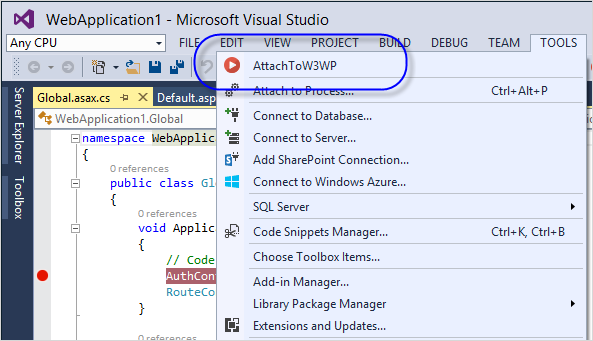 WebApplication1 - Microsoft Visual Studio
Any CPU
FILE EDIT VIEW PROJECT BUILD DEBUG TEAM TOOLS
AttachToW3WP
Attach to Process... Ctrl+Alt+P
Connect to Database...
Connect to Server...
Add SharePoint Connection...
Connect to Windows Azure...
SQL Server
Code Snippets Manager... Ctrl+K, Ctrl+B
Choose Toolbox Items...
Add-in Manager...
Library Package Manager
Extensions and Updates...
Server Explorer
Toolbox
Global.asax.cs Default.asp
WebApplication1.Global
namespace WebApplic
{
0 references
public class Gl
{
0 references
void Applic
{
// Code
AuthCon
RouteCo
}
0 references